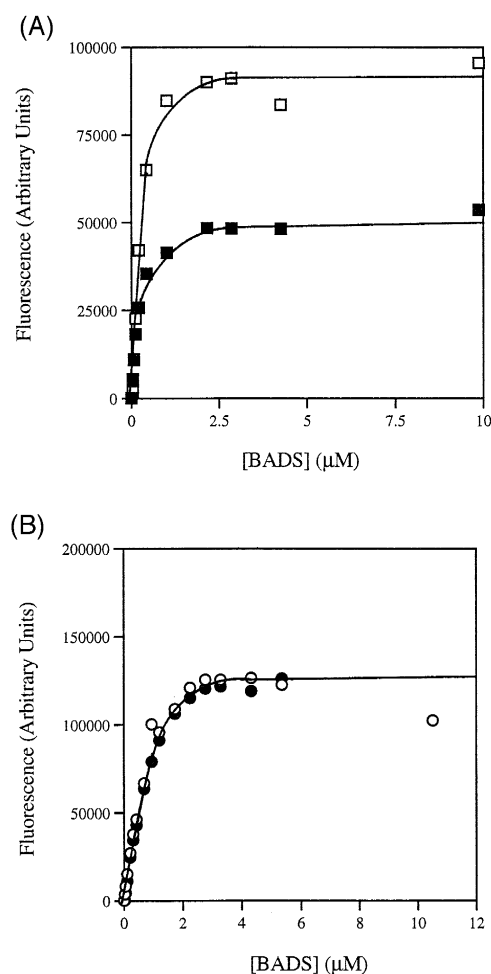 (A)
100000
75000
50000
25000
0
Fluorescence (Arbitrary Units)
0 2.5 5 7.5 10
[BADS] (μM)
(B)
200000
150000
100000
50000
0
Fluorescence (Arbitrary Units)
0 2 4 6 8 10 12
[BADS] (μM)